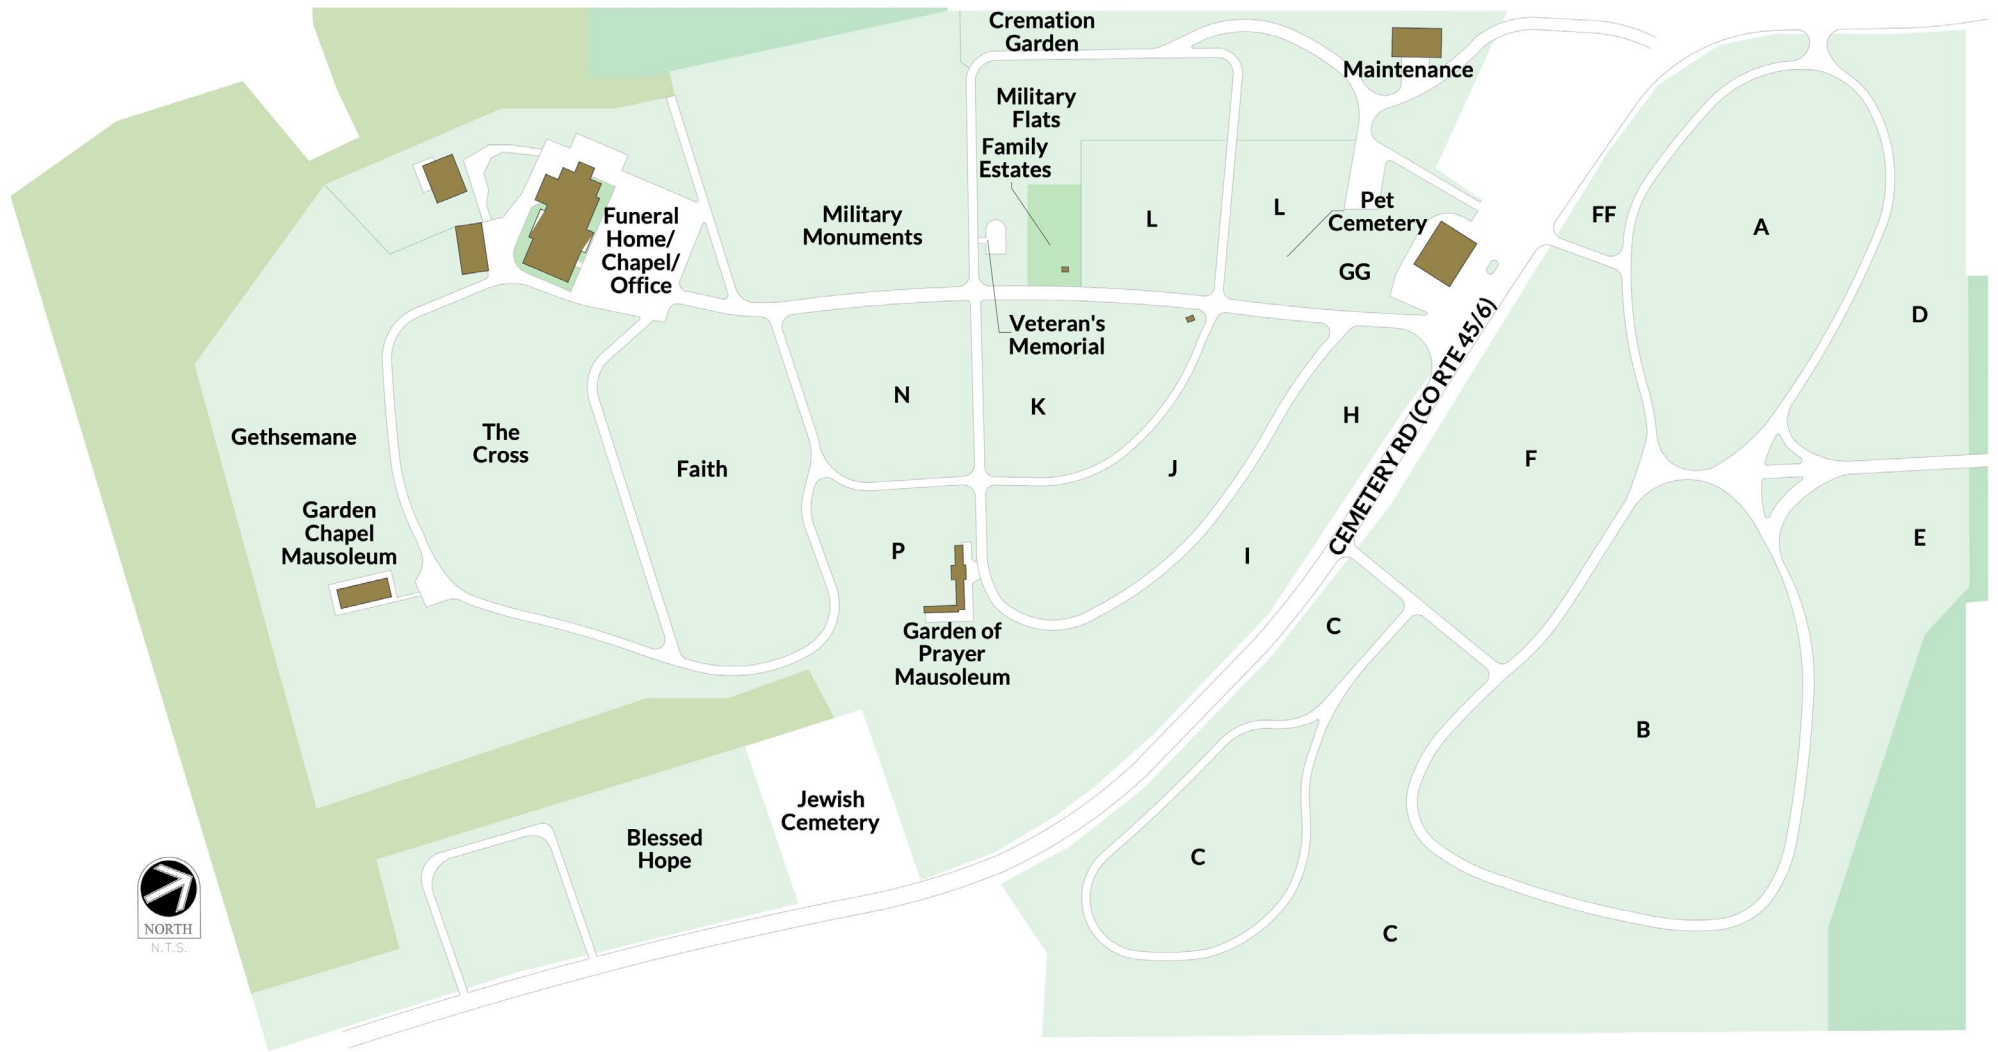 Cremation
Garden
Maintenance
Military
Flats
Family
Estates
Funeral
Home/
Chapel/
Office
Military
Monuments
L
L
Pet
Cemetery
GG
FF
A
D
Veteran's
Memorial
CEMETERY RD (CO RTE 45/6)
Gethsemane
The
Cross
Faith
N
K
H
J
F
Garden
Chapel
Mausoleum
P
I
E
Garden of
Prayer
Mausoleum
C
B
Jewish
Cemetery
Blessed
Hope
C
C
NORTH
N.T.S.